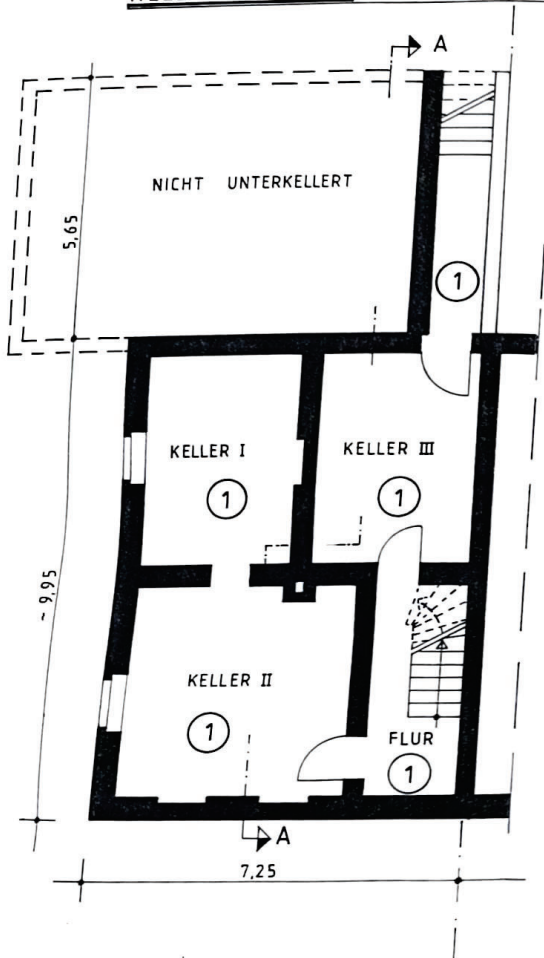 A
NICHT UNTERKELLERT
5,65
1
KELLER I
KELLER III
1
1
~9,95
KELLER II
1
FLUR
1
A
7,25